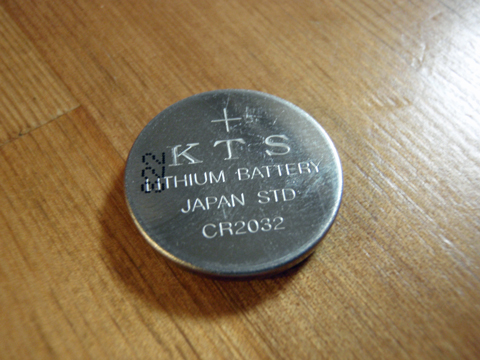 +
KTS
LITHIUM BATTERY
JAPAN STD
CR2032